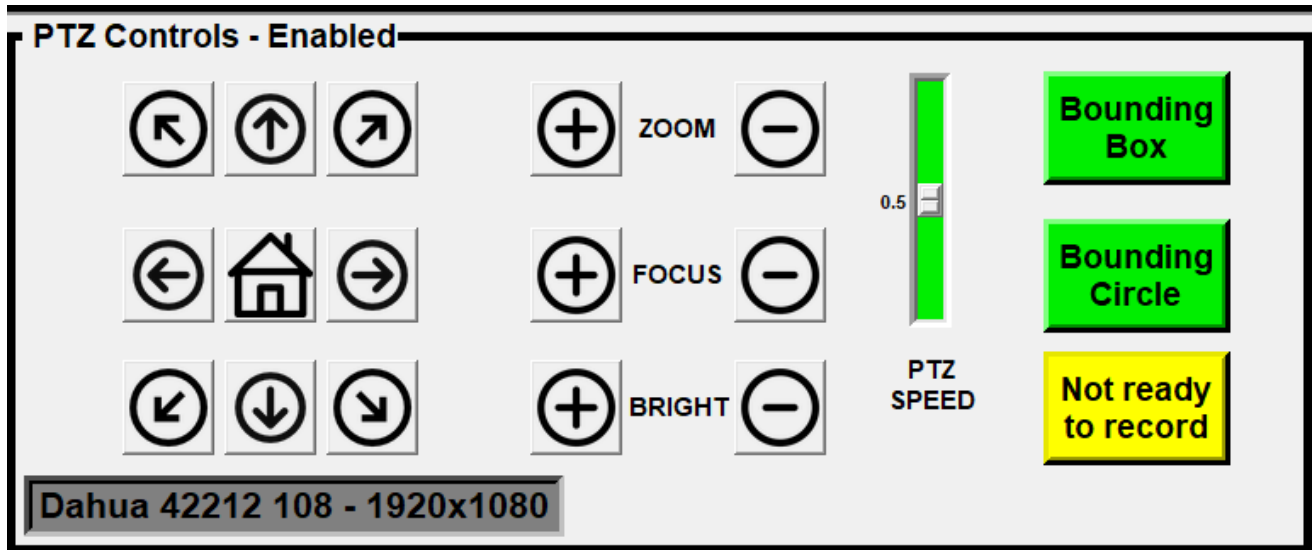 PTZ Controls - Enabled
ZOOM
FOCUS
BRIGHT
0.5
PTZ
SPEED
Bounding
Box
Bounding
Circle
Not ready
to record
Dahua 42212 108 - 1920x1080